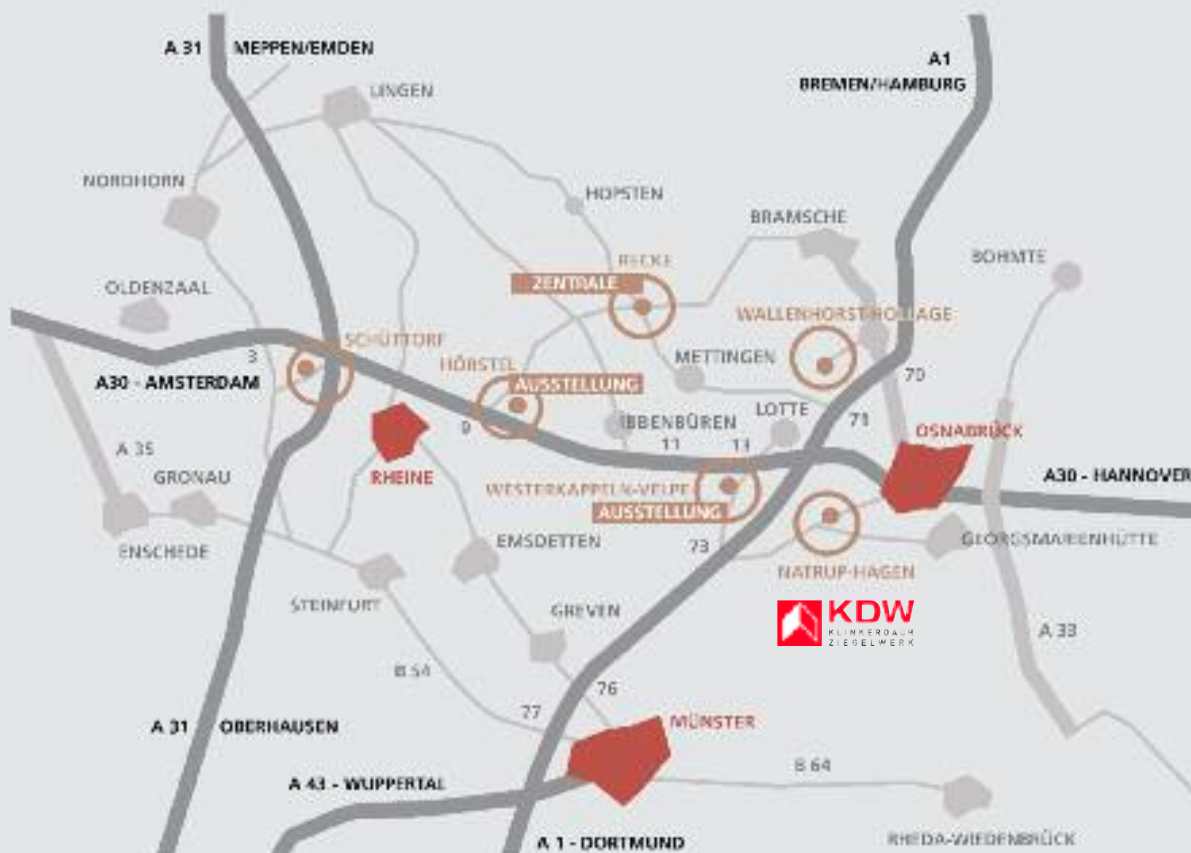 A 31 MEPPEN/EMDEN
A1
BREMEN/HAMBURG
LINGEN
NORDHORN
HOPSTEN
BRAMSCHE
RECKE
BOHMTE
ZENTRALE
OLDENZAAL
WALLENHORST-HOLLAGE
SCHÜTTORF
3
HÖRSTEL
METTINGEN
70
A30 - AMSTERDAM
AUSSTELLUNG
LOTTE
71
9
IBBENBÜREN
OSNABRÜCK
11
13
A 35
GRONAU
RHEINE
WESTERKAPPELN-VELPE
A30 - HANNOVER
AUSSTELLUNG
ENSCHEDE
EMSDETTEN
73
GEORGSMARIENHÜTTE
NATRUP-HAGEN
STEINFURT
GREVEN
KDW
KLINKERDACH
ZIEGELWERK
A 33
B 54
76
77
MÜNSTER
A 31 OBERHAUSEN
B 64
A 43 - WUPPERTAL
A 1 - DORTMUND
RHEDA-WIEDENBRÜCK